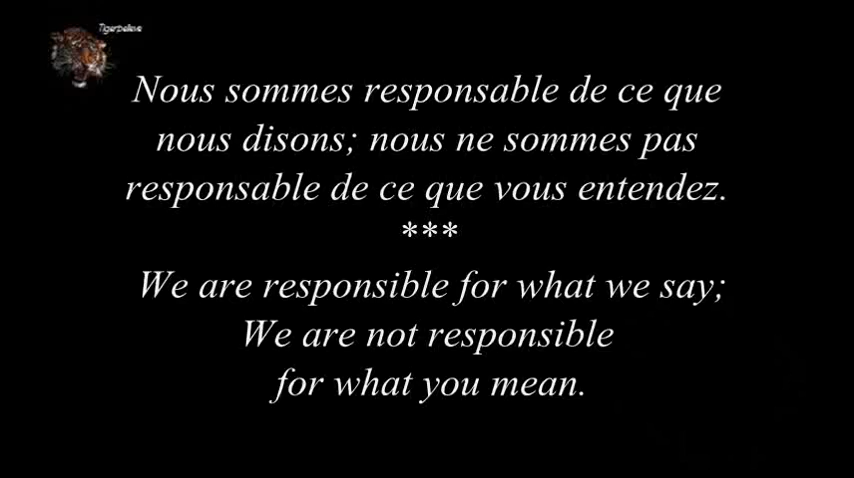 Tigerpelleve
Nous sommes responsable de ce que
nous disons; nous ne sommes pas
responsable de ce que vous entendez.
***
We are responsible for what we say;
We are not responsible
for what you mean.